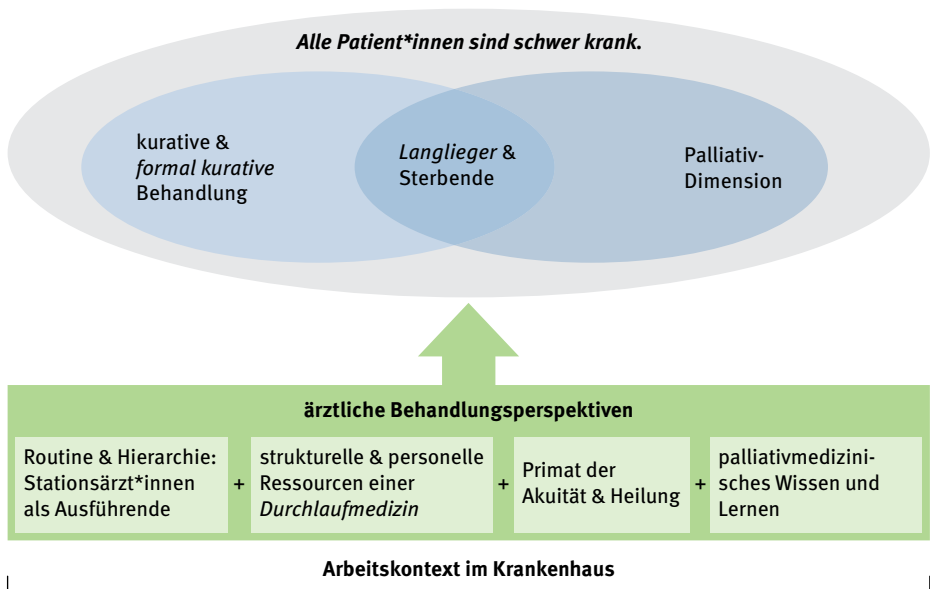 Alle Patient*innen sind schwer krank.
kurative &
formal kurative
Behandlung
Langlieger &
Sterbende
Palliativ-
Dimension
ärztliche Behandlungsperspektiven
Routine & Hierarchie:
Stationsärzt*innen
als Ausführende
+
strukturelle & personelle
Ressourcen einer
Durchlaufmedizin
+
Primat der
Akuität & Heilung
+
palliativmedizini-
sches Wissen und
Lernen
Arbeitskontext im Krankenhaus